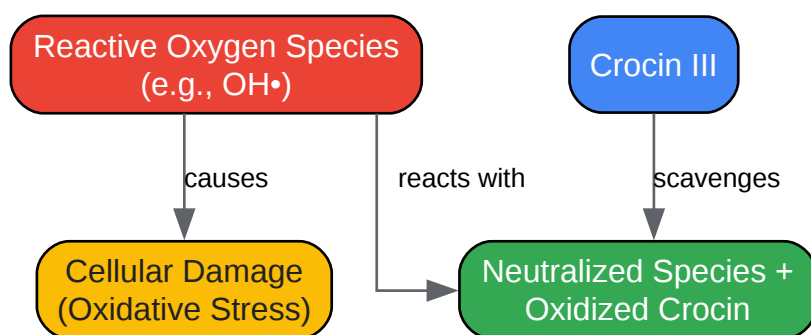 Reactive Oxygen Species
(e.g., OH•)
Crocin III
causes
reacts with
scavenges
Cellular Damage
(Oxidative Stress)
Neutralized Species +
Oxidized Crocin